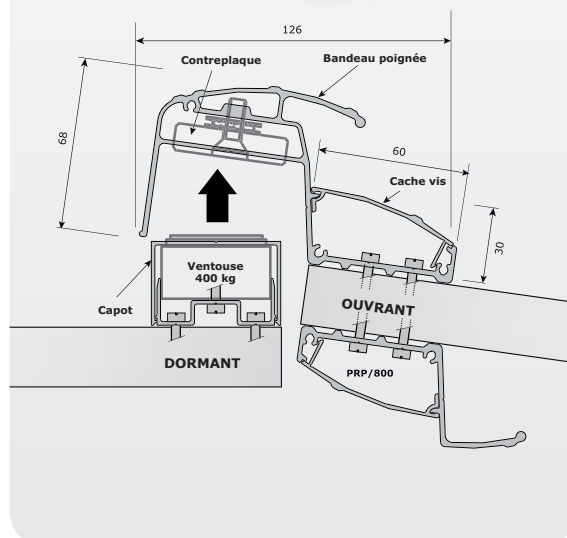 126
Contreplaque
Bandeau poignée
68
60
Cache vis
30
Ventouse
400 kg
Capot
OUVRANT
DORMANT
PRP/800